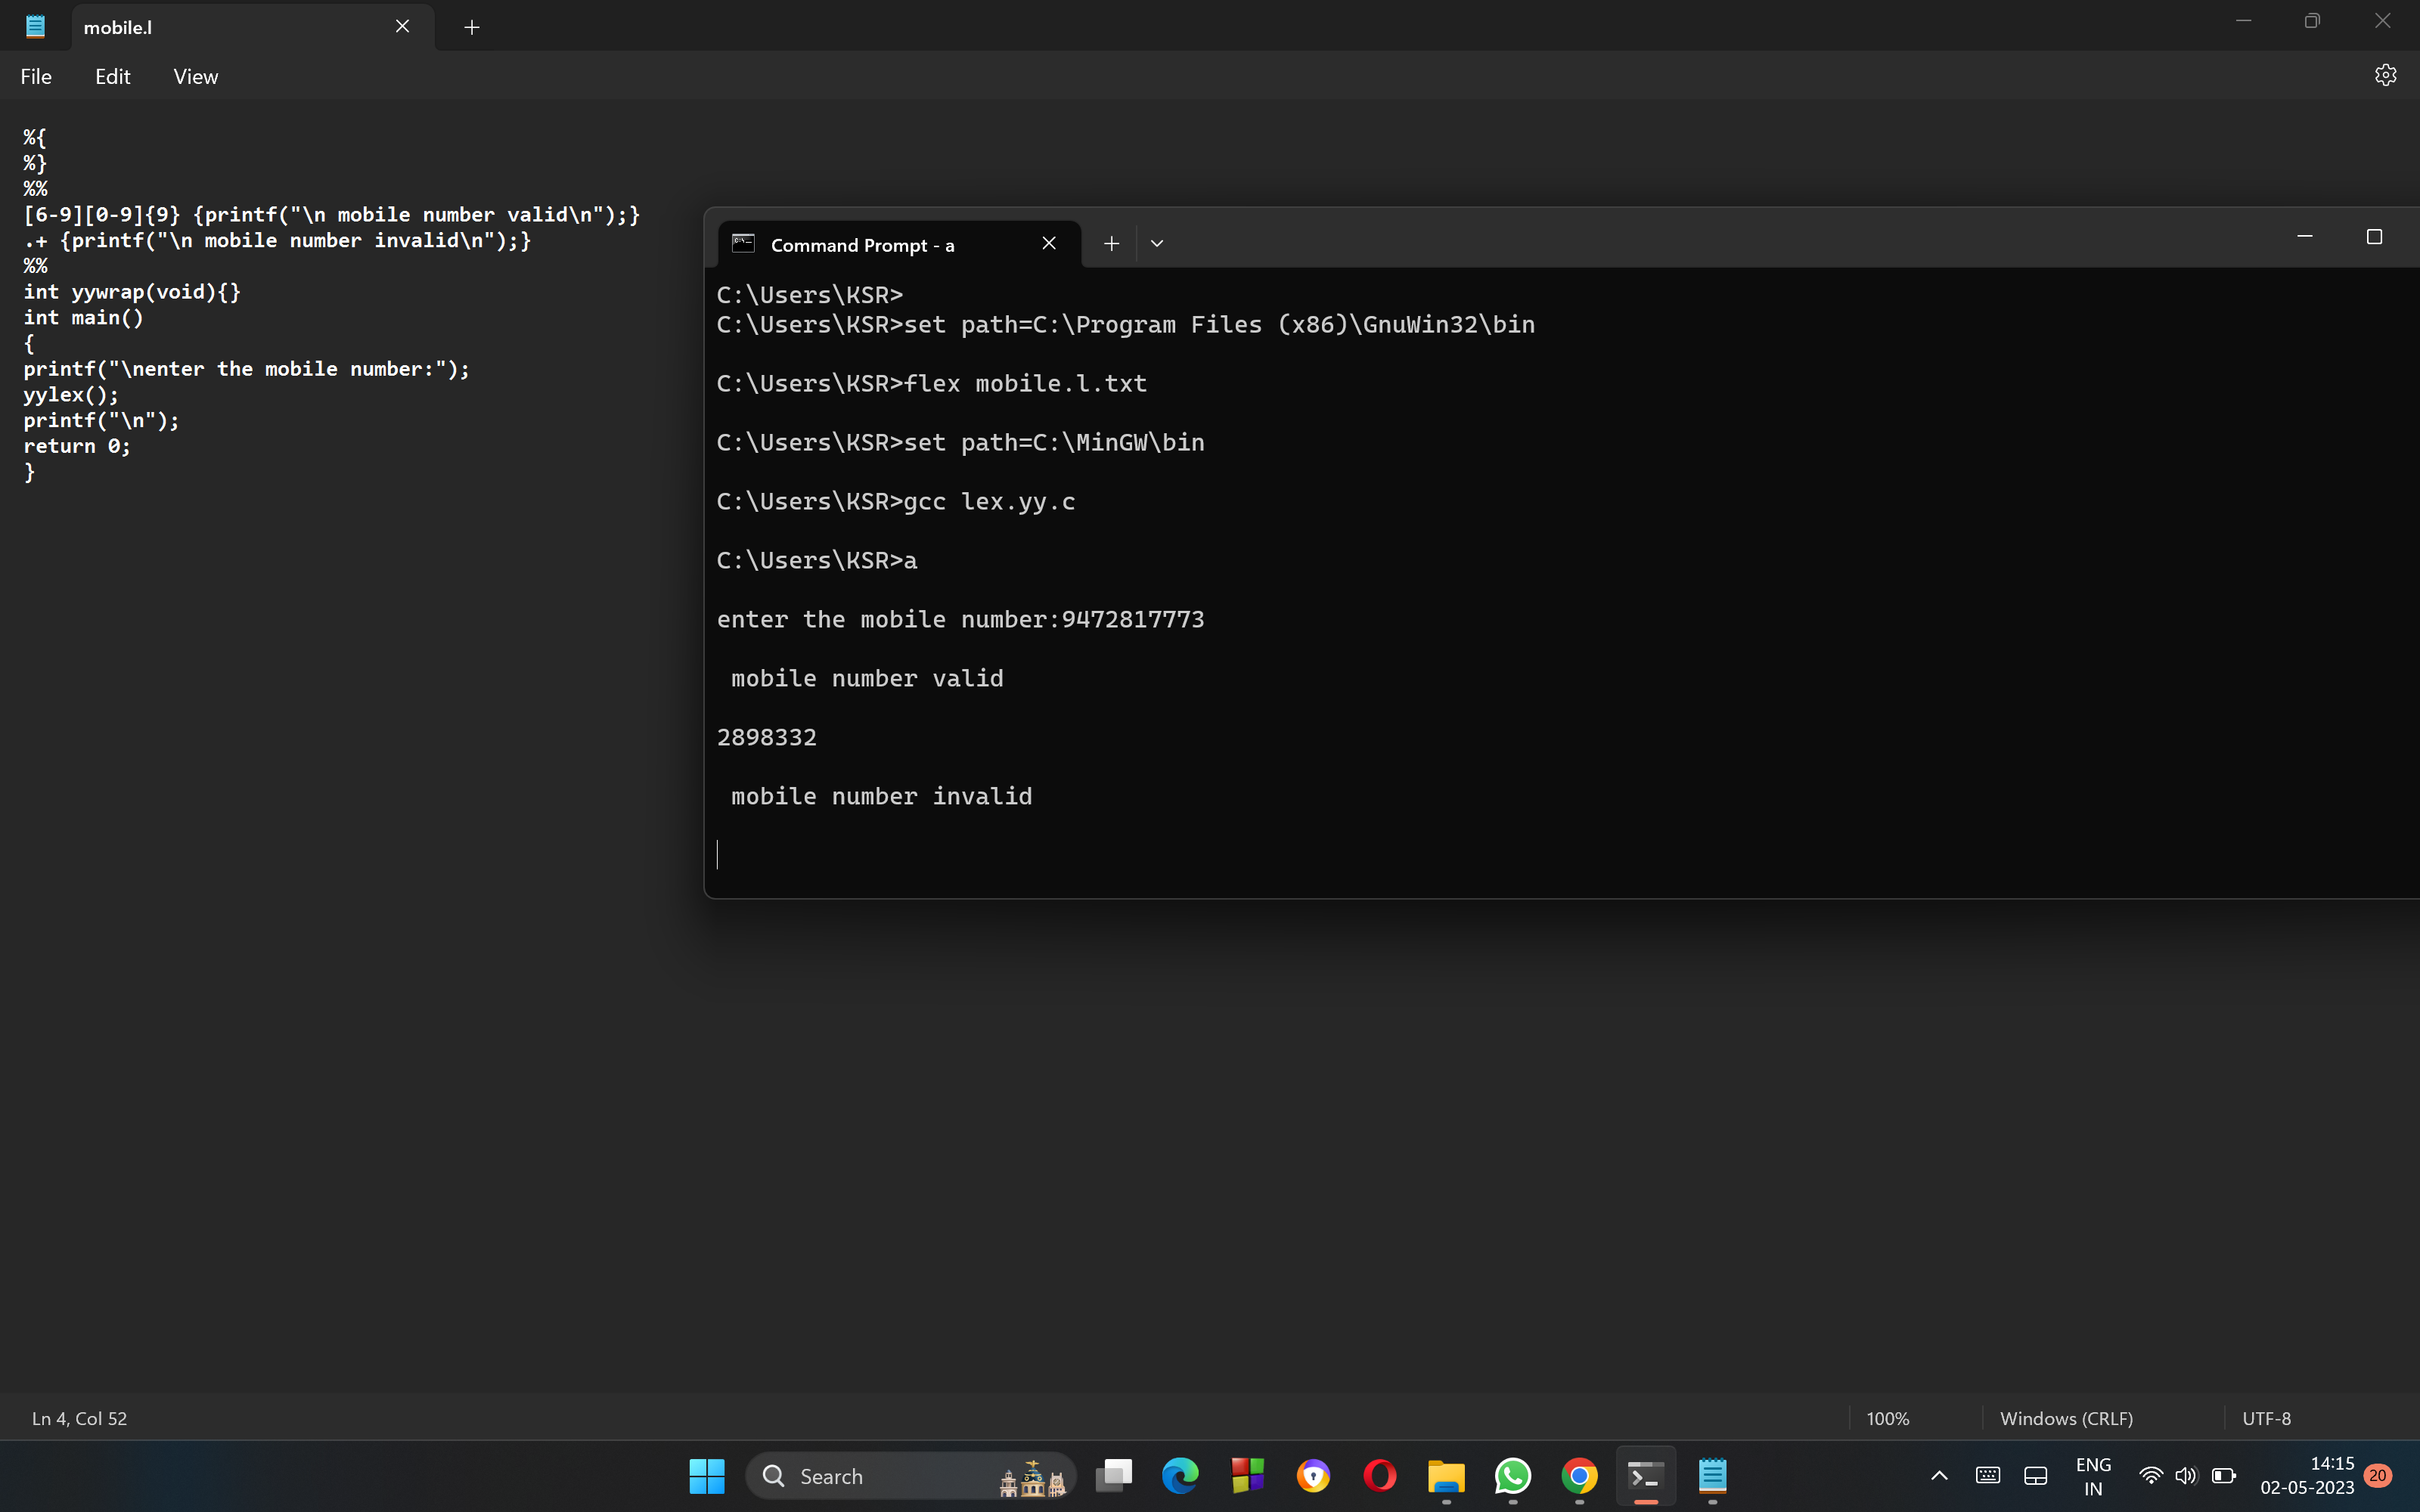 mobile.l
File Edit View
%{
%}
%%
[6-9][0-9]{9} {printf("\n mobile number valid\n");}
.+ {printf("\n mobile number invalid\n");}
%%
int yywrap(void){}
int main()
{
printf("\nenter the mobile number:");
yylex();
printf("\n");
return 0;
}
Command Prompt - a
C:\Users\KSR>
C:\Users\KSR>set path=C:\Program Files (x86)\GnuWin32\bin
C:\Users\KSR>flex mobile.l.txt
C:\Users\KSR>set path=C:\MinGW\bin
C:\Users\KSR>gcc lex.yy.c
C:\Users\KSR>a
enter the mobile number:9472817773
mobile number valid
2898332
mobile number invalid
Ln 4, Col 52
100%
Windows (CRLF)
UTF-8
Search
ENG
IN
14:15
02-05-2023
20